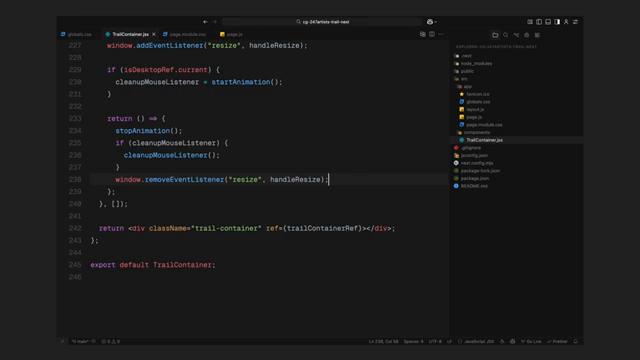 cg-247artists-trail-next
globals.css
TrailContainer.jsx
page.module.css
page.js
EXPLORER: CG-247ARTISTS-TRAIL-NEXT
227 window.addEventListener("resize", handleResize);
228
229 if (isDesktopRef.current) {
230 cleanupMouseListener = startAnimation();
231 }
232
233 return () => {
234 stopAnimation();
235 if (cleanupMouseListener) {
236 cleanupMouseListener();
237 }
238 window.removeEventListener("resize", handleResize);
239 };
240 }, []);
241
242 return <div className="trail-container" ref={trailContainerRef}></div>;
243 };
244
245 export default TrailContainer;
246
.next
node_modules
public
src
app
favicon.ico
globals.css
layout.js
page.js
page.module.css
components
TrailContainer.jsx
.gitignore
jsconfig.json
next.config.mjs
package-lock.json
package.json
README.md
main
0 0
Ln 238, Col 58
Spaces: 4
UTF-8
LF
JavaScript JSX
Go Live
Prettier